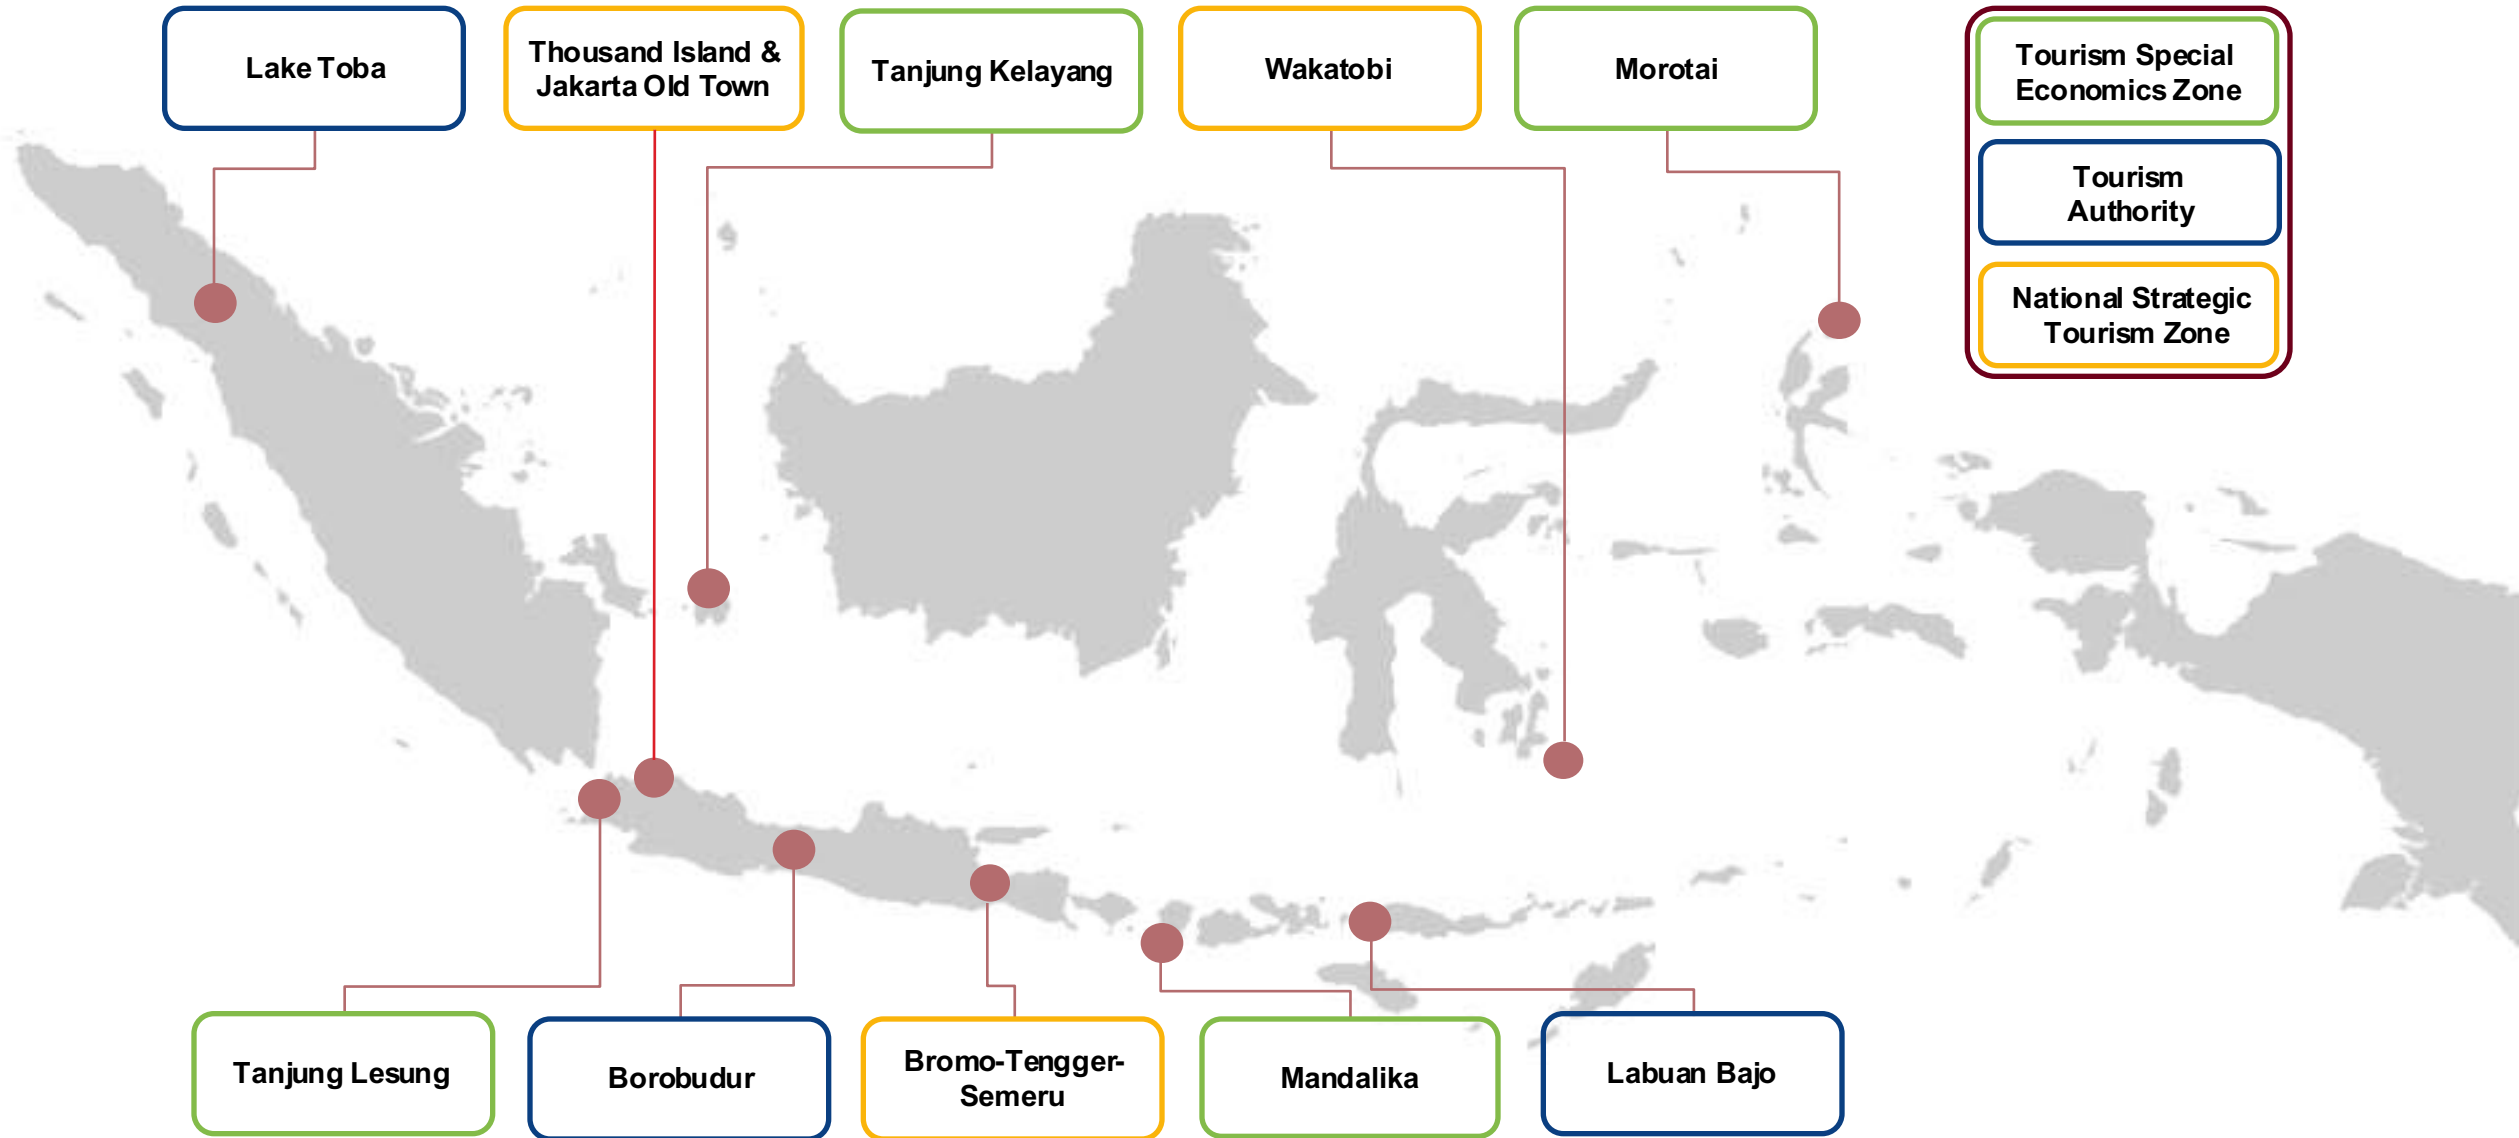 Lake Toba
Thousand Island &
Jakarta Old Town
Tanjung Kelayang
Wakatobi
Morotai
Tourism Special
Economics Zone
Tourism
Authority
National Strategic
Tourism Zone
Tanjung Lesung
Borobudur
Bromo-Tengger-
Semeru
Mandalika
Labuan Bajo